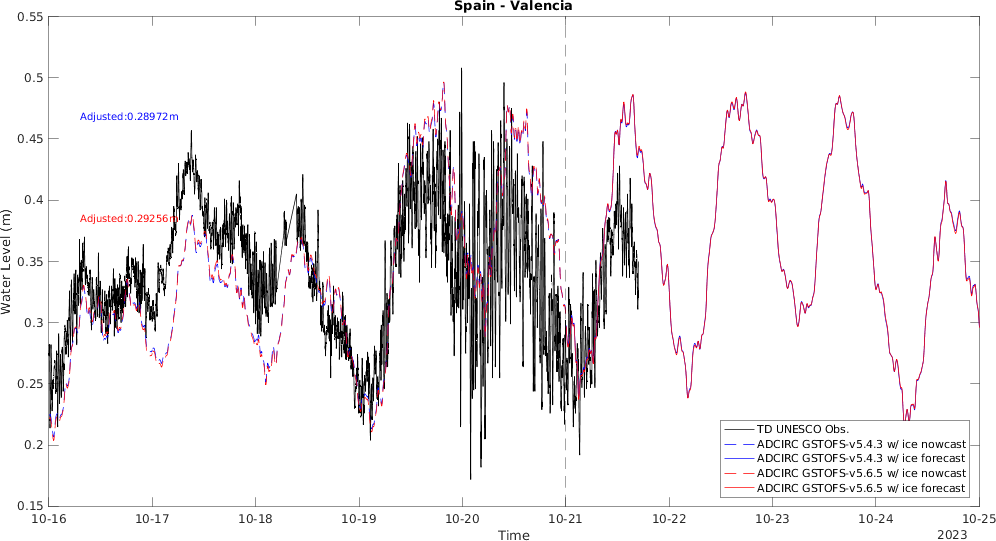 Spain - Valencia
0.55
0.5
0.45
0.4
0.35
0.3
0.25
0.2
0.15
Water Level (m)
Adjusted:0.28972m
Adjusted:0.29256m
TD UNESCO Obs.
ADCIRC GSTOFS-v5.4.3 w/ ice nowcast
ADCIRC GSTOFS-v5.4.3 w/ ice forecast
ADCIRC GSTOFS-v5.6.5 w/ ice nowcast
ADCIRC GSTOFS-v5.6.5 w/ ice forecast
10-16 10-17 10-18 10-19 10-20 10-21 10-22 10-23 10-24 10-25
Time
2023